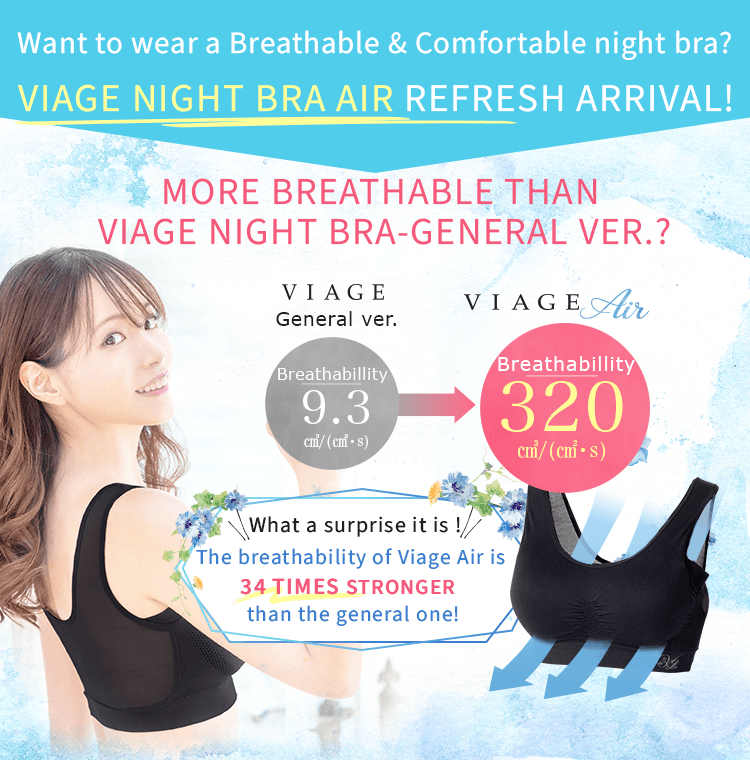 Want to wear a Breathable & Comfortable night bra?
VIAGE NIGHT BRA AIR REFRESH ARRIVAL!
MORE BREATHABLE THAN
VIAGE NIGHT BRA-GENERAL VER.?
VIAGE
General ver.
VIAGE Air
Breathabillity
9.3
c㎥/(c㎡・s)
Breathabillity
320
c㎥/(c㎡・s)
What a surprise it is !
The breathability of Viage Air is
34 TIMES STRONGER
than the general one!